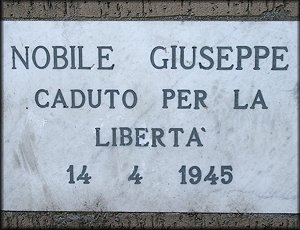 NOBILE GIUSEPPE
CADUTO PER LA
LIBERTA'
14 4 1945